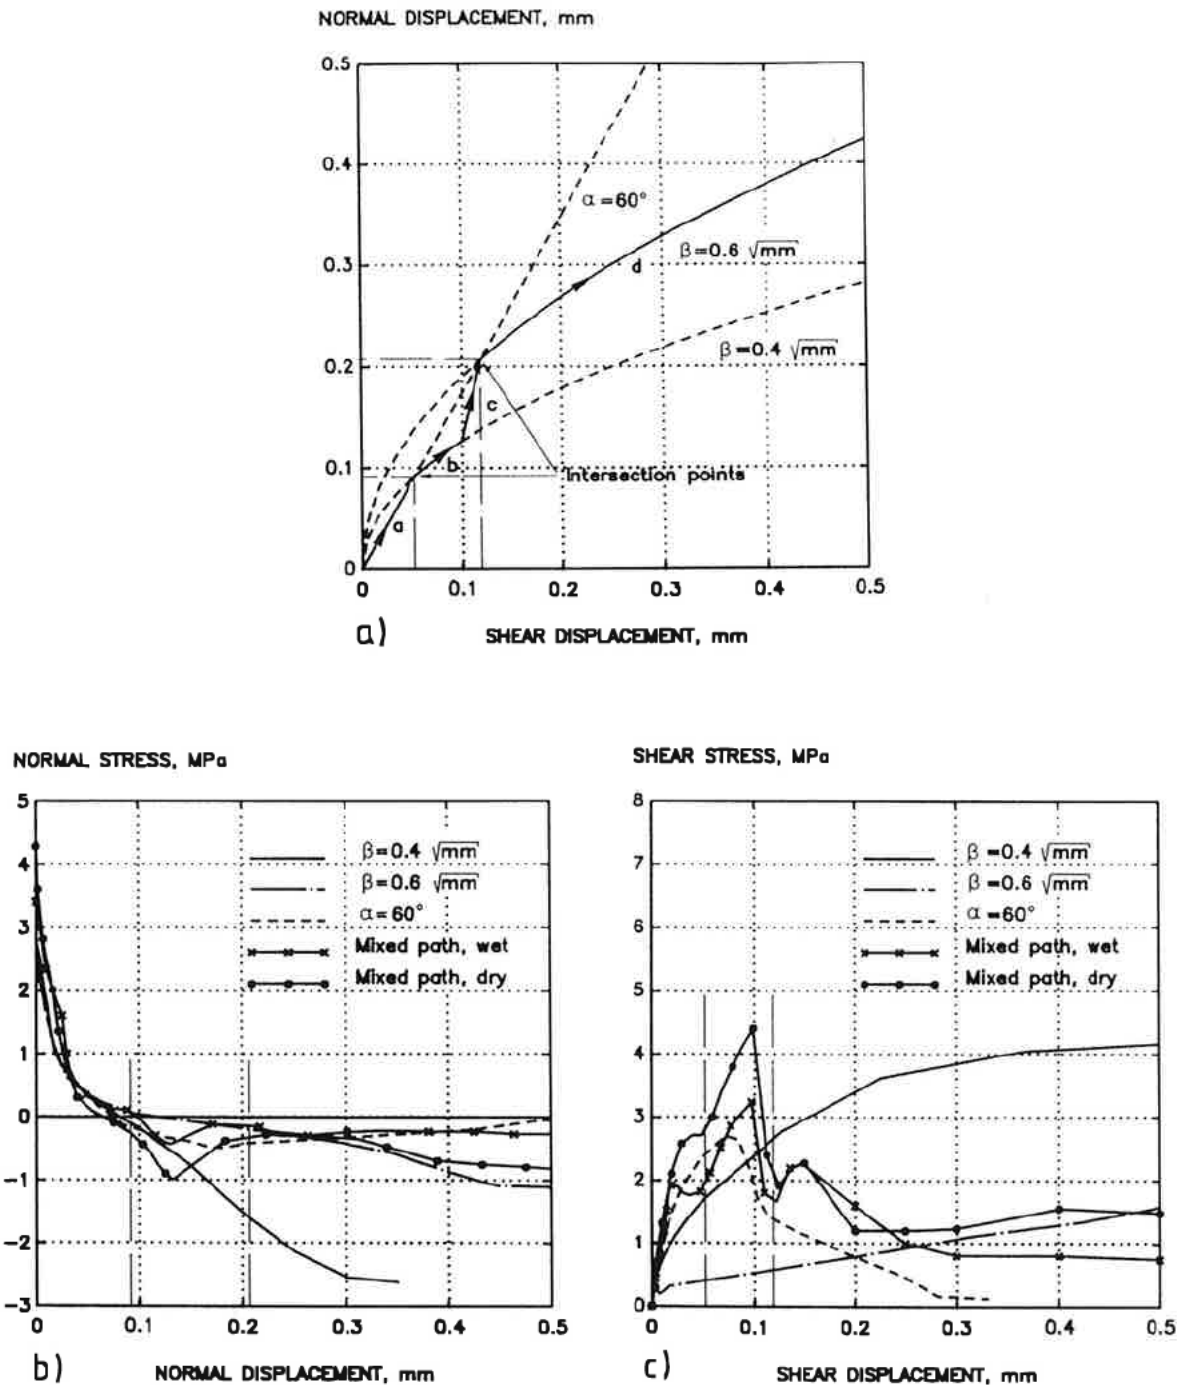 NORMAL DISPLACEMENT, mm
0.5
0.4
α=60°
β=0.6 √mm
0.3
d
β=0.4 √mm
0.2
c
b
0.1
Intersection points
a
0
0 0.1 0.2 0.3 0.4 0.5
a) SHEAR DISPLACEMENT, mm
NORMAL STRESS, MPa
5
4
3
2
1
0
-1
-2
-3
β=0.4 √mm
β=0.6 √mm
α=60°
Mixed path, wet
Mixed path, dry
0 0.1 0.2 0.3 0.4 0.5
b) NORMAL DISPLACEMENT, mm
SHEAR STRESS, MPa
8
7
6
5
4
3
2
1
0
β=0.4 √mm
β=0.6 √mm
α=60°
Mixed path, wet
Mixed path, dry
0 0.1 0.2 0.3 0.4 0.5
c) SHEAR DISPLACEMENT, mm